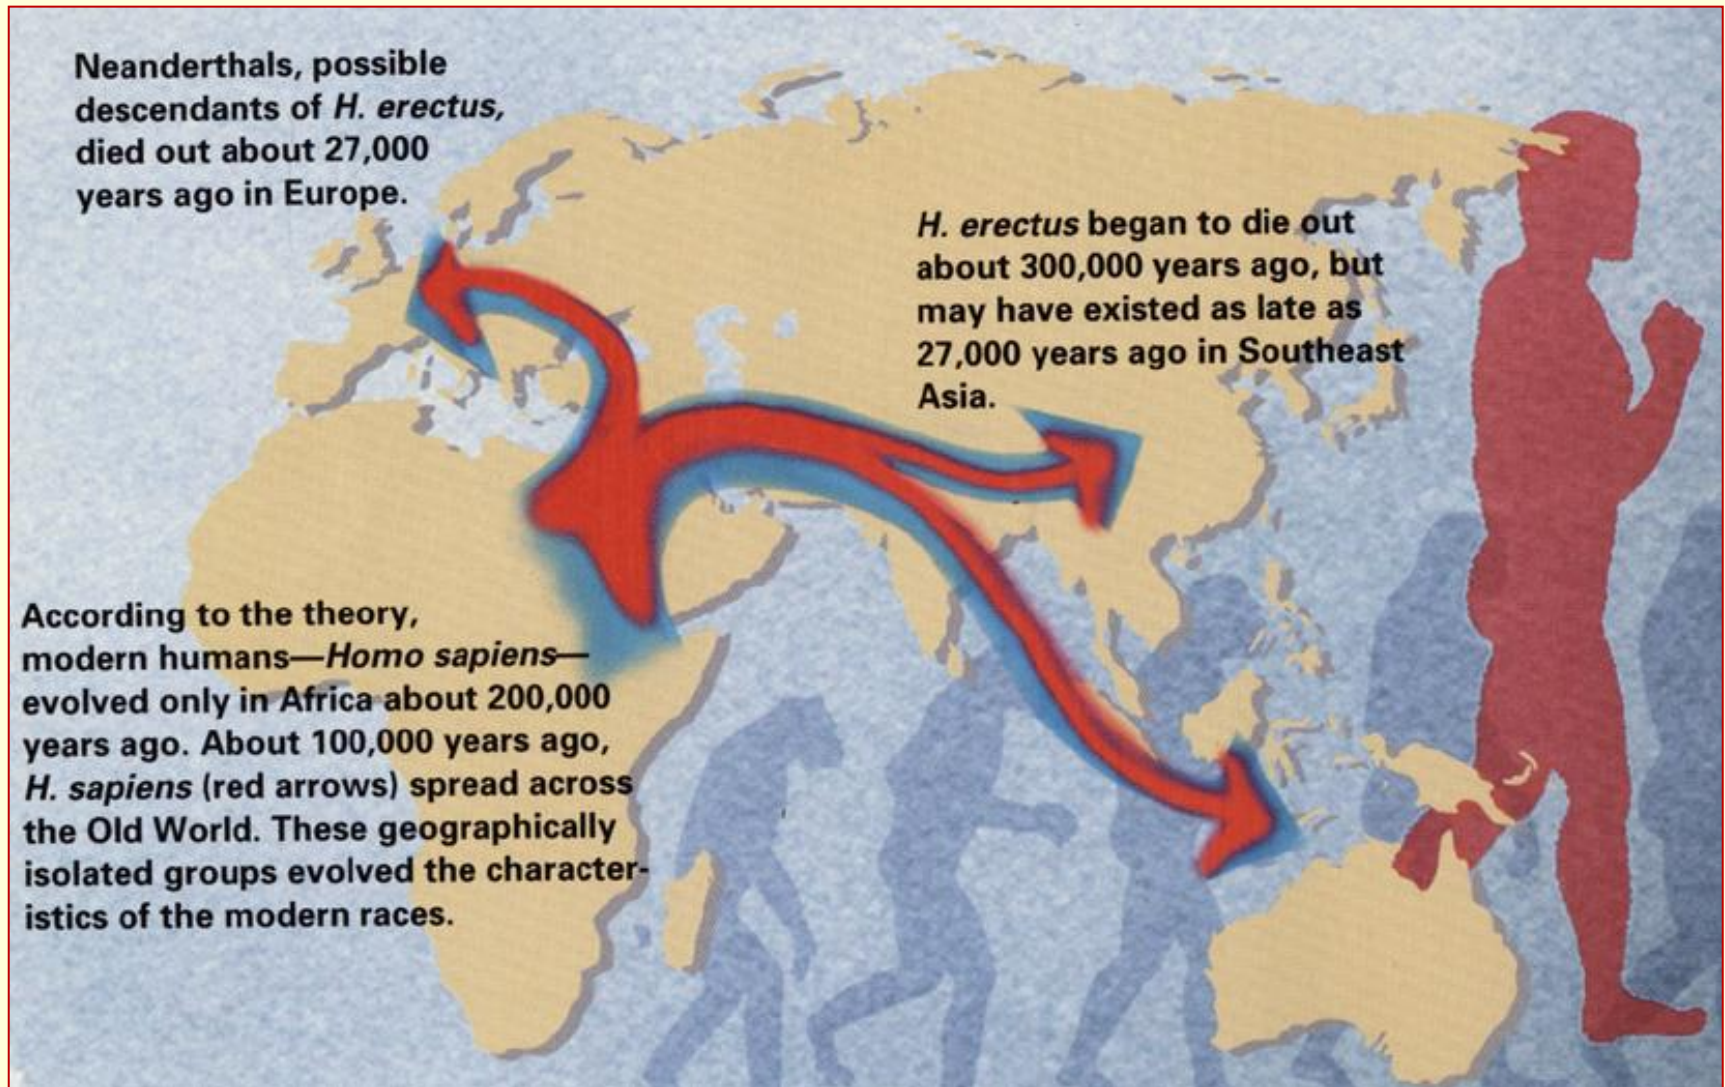 Neanderthals, possible
descendants of H. erectus,
died out about 27,000
years ago in Europe.
H. erectus began to die out
about 300,000 years ago, but
may have existed as late as
27,000 years ago in Southeast
Asia.
According to the theory,
modern humans—Homo sapiens—
evolved only in Africa about 200,000
years ago. About 100,000 years ago,
H. sapiens (red arrows) spread across
the Old World. These geographically
isolated groups evolved the character-
istics of the modern races.